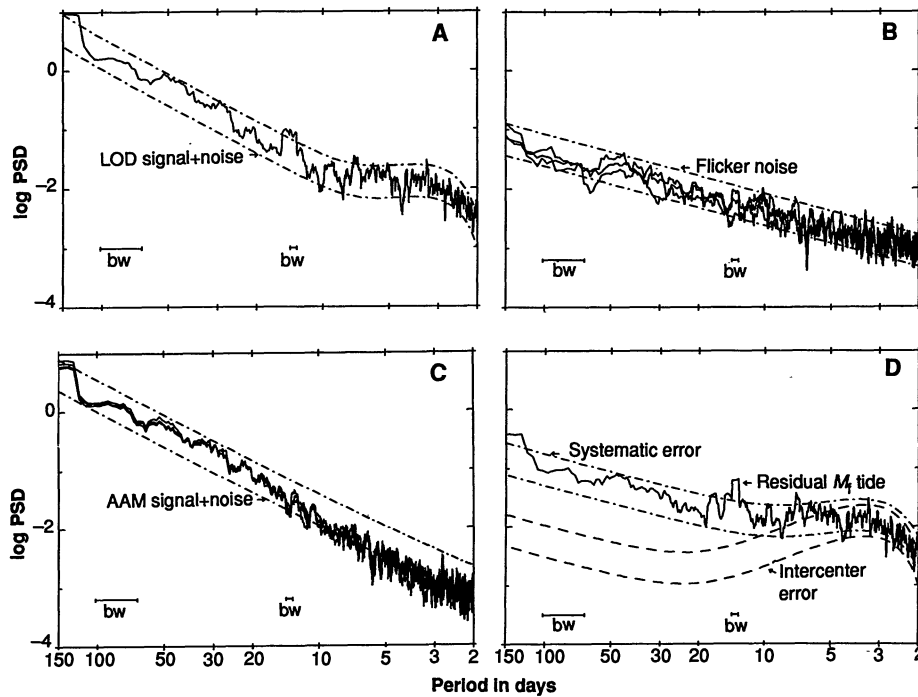 A
B
log PSD
0
−2
−4
LOD signal+noise
bw
bw
Flicker noise
bw
bw
C
D
log PSD
0
−2
−4
AAM signal+noise
bw
bw
Systematic error
Residual Mf tide
Intercenter
error
bw
bw
150 100 50 30 20 10 5 3 2
150 100 50 30 20 10 5 3 2
Period in days